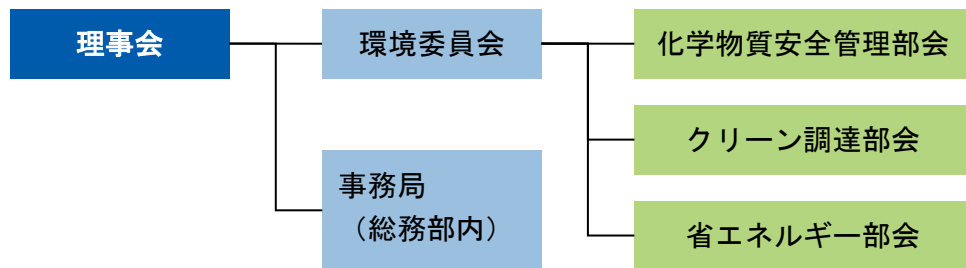 理事会
環境委員会
化学物質安全管理部会
クリーン調達部会
事務局
（総務部内）
省エネルギー部会